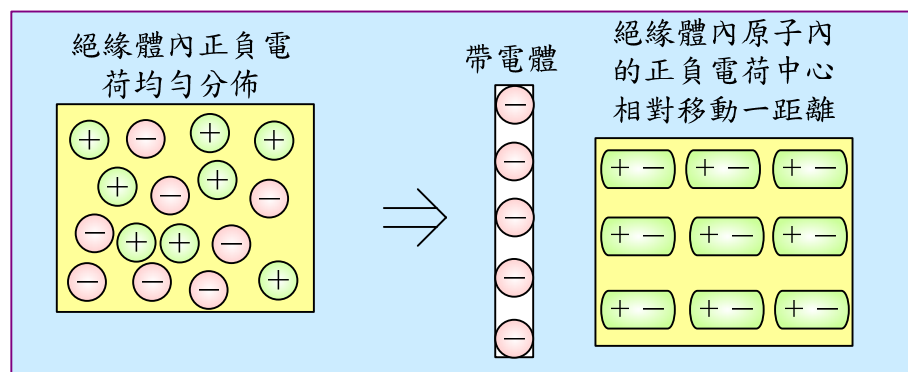 絕緣體內正負電
荷均勻分佈
帶電體
絕緣體內原子內
的正負電荷中心
相對移動一距離
+ − + +
+ − + −
− + + −
− − − +
−
−
−
−
−
+ − + − + −
+ − + − + −
+ − + − + −